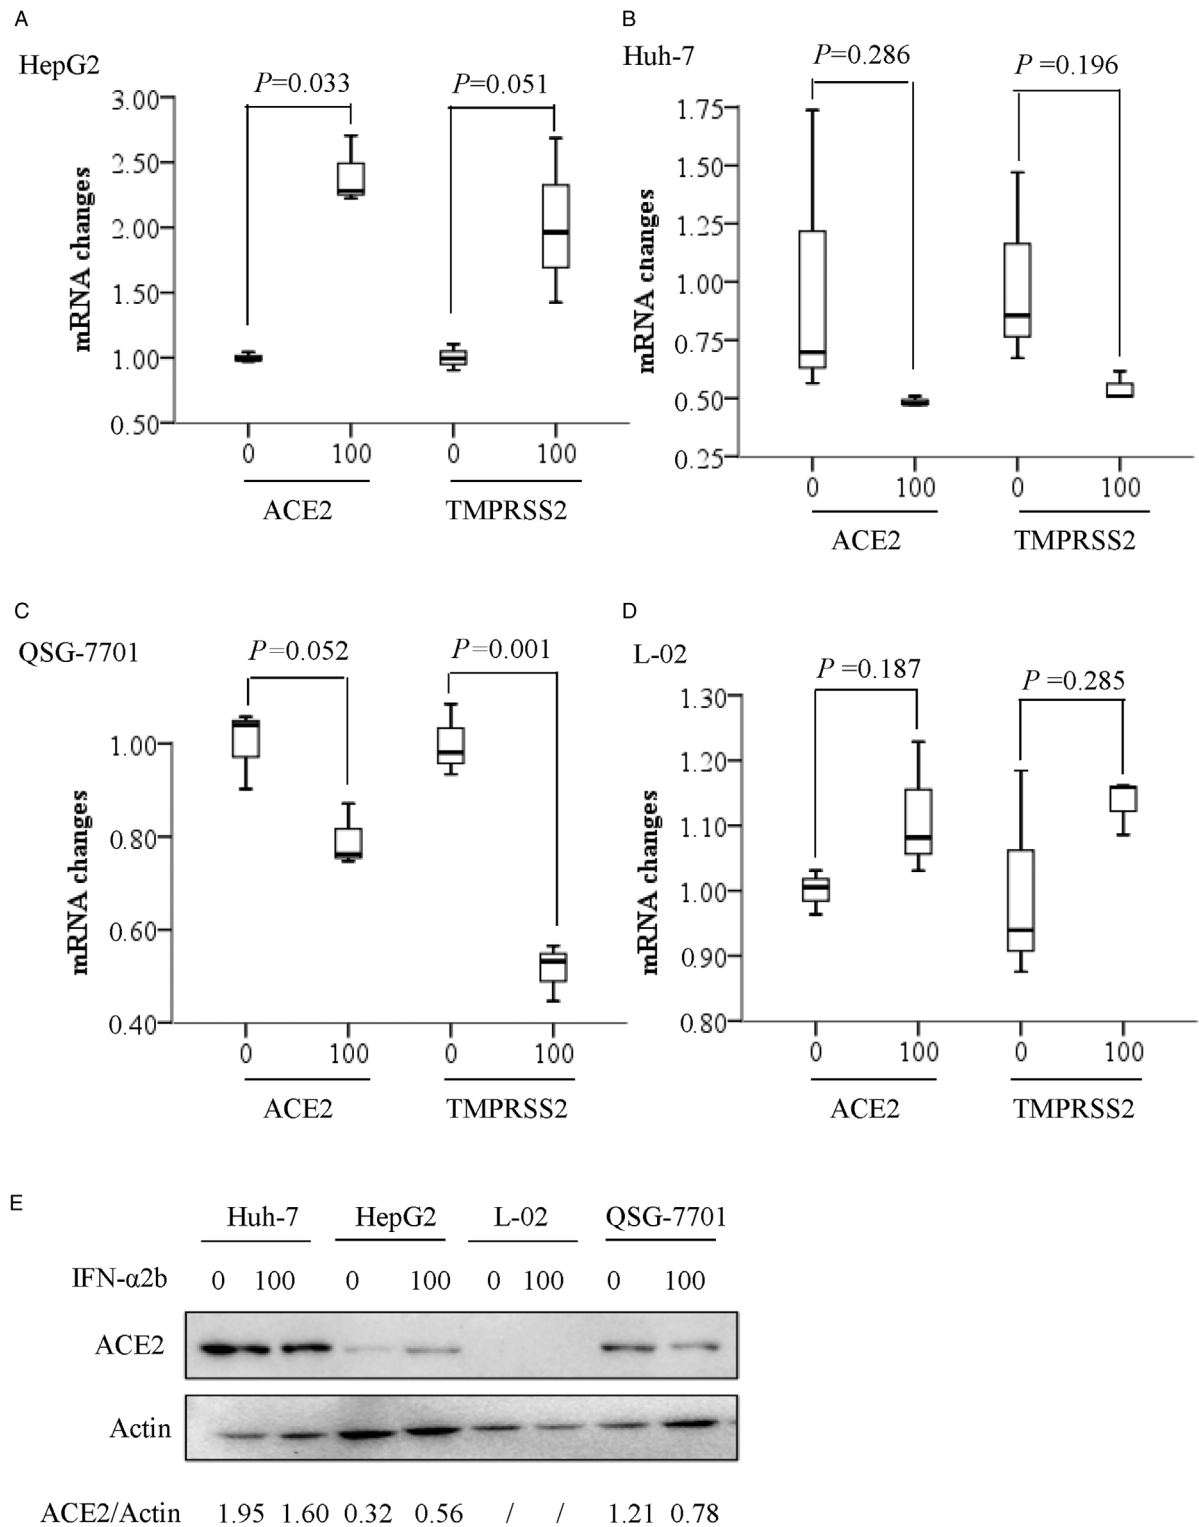 A
HepG2
P=0.033
P=0.051
mRNA changes
3.00
2.50
2.00
1.50
1.00
0.50
0 100 0 100
ACE2 TMPRSS2
B
Huh-7
P=0.286
P =0.196
mRNA changes
1.75
1.50
1.25
1.00
0.75
0.50
0.25
0 100 0 100
ACE2 TMPRSS2
C
QSG-7701
P=0.052
P=0.001
mRNA changes
1.00
0.80
0.60
0.40
0 100 0 100
ACE2 TMPRSS2
D
L-02
P =0.187
P =0.285
mRNA changes
1.30
1.20
1.10
1.00
0.90
0.80
0 100 0 100
ACE2 TMPRSS2
E
Huh-7 HepG2 L-02 QSG-7701
IFN-α2b 0 100 0 100 0 100 0 100
ACE2
Actin
ACE2/Actin 1.95 1.60 0.32 0.56 / / 1.21 0.78